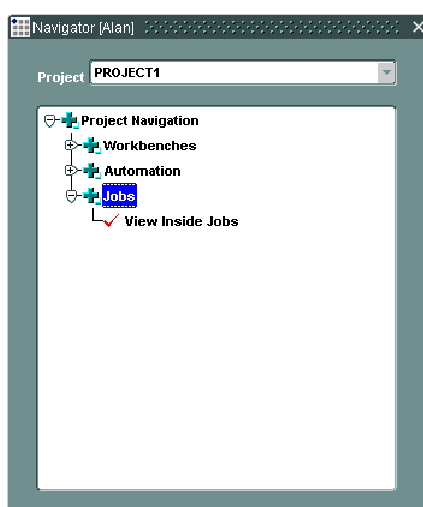 Navigator [Alan]
Project PROJECT1
Project Navigation
Workbenches
Automation
Jobs
View Inside Jobs